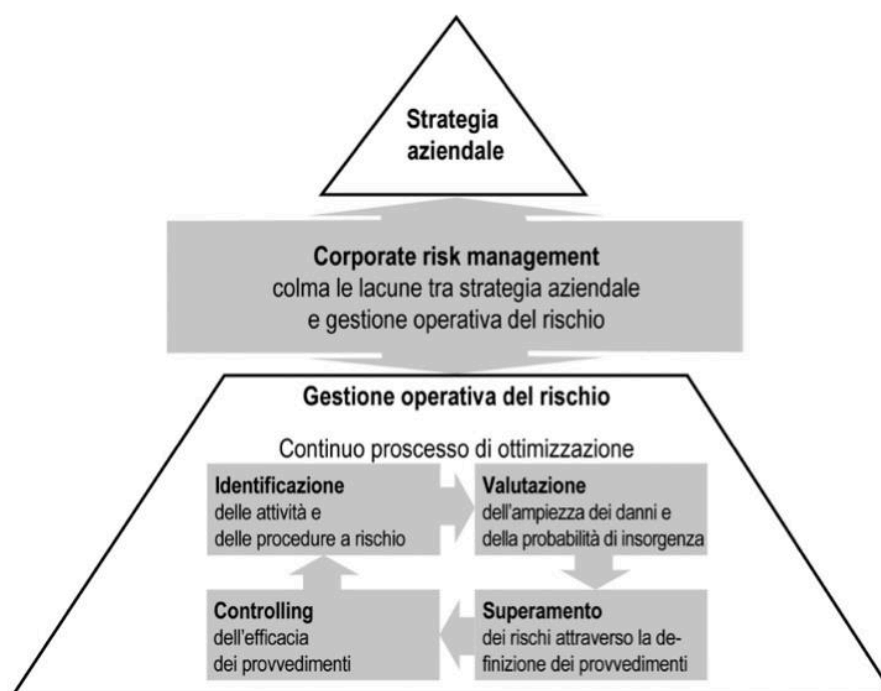 Strategia
aziendale
Corporate risk management
colma le lacune tra strategia aziendale
e gestione operativa del rischio
Gestione operativa del rischio
Continuo proscesso di ottimizzazione
Identificazione
delle attività e
delle procedure a rischio
Valutazione
dell'ampiezza dei danni e
della probabilità di insorgenza
Controlling
dell'efficacia
dei provvedimenti
Superamento
dei rischi attraverso la de-
finizione dei provvedimenti